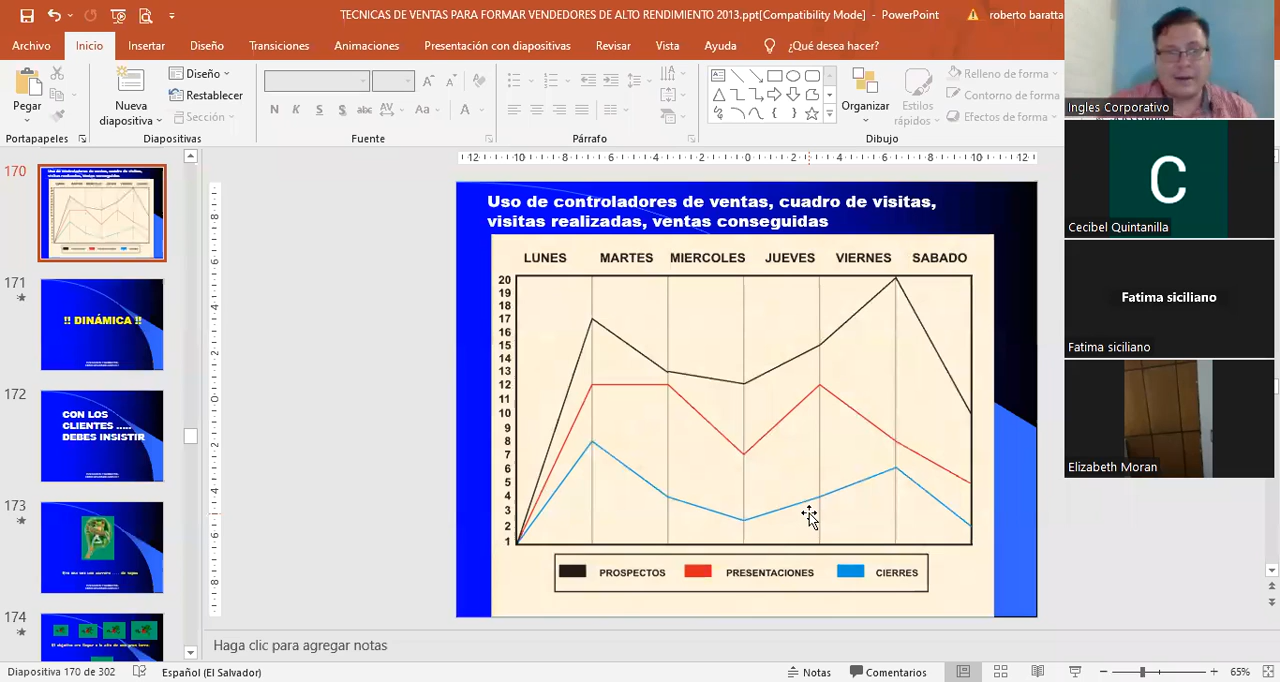 TECNICAS DE VENTAS PARA FORMAR VENDEDORES DE ALTO RENDIMIENTO 2013.ppt[Compatibility Mode] - PowerPoint
roberto baratta
Archivo Inicio Insertar Diseño Transiciones Animaciones Presentación con diapositivas Revisar Vista Ayuda ¿Qué desea hacer?
Pegar
Nueva diapositiva
Diseño
Restablecer
Sección
N K S S abc AV Aa A
Organizar
Estilos rápidos
Relleno de forma
Contorno de forma
Efectos de forma
Portapapeles Diapositivas Fuente Párrafo Dibujo
170
171
!! DINÁMICA !!
172
CON LOS
CLIENTES .....
DEBES INSISTIR
173
174
Uso de controladores de ventas, cuadro de visitas,
visitas realizadas, ventas conseguidas
LUNES MARTES MIERCOLES JUEVES VIERNES SABADO
20
19
18
17
16
15
14
13
12
11
10
9
8
7
6
5
4
3
2
1
PROSPECTOS PRESENTACIONES CIERRES
Haga clic para agregar notas
Diapositiva 170 de 302 Español (El Salvador) Notas Comentarios 65%
Ingles Corporativo
C
Cecibel Quintanilla
Fatima siciliano
Fatima siciliano
Elizabeth Moran